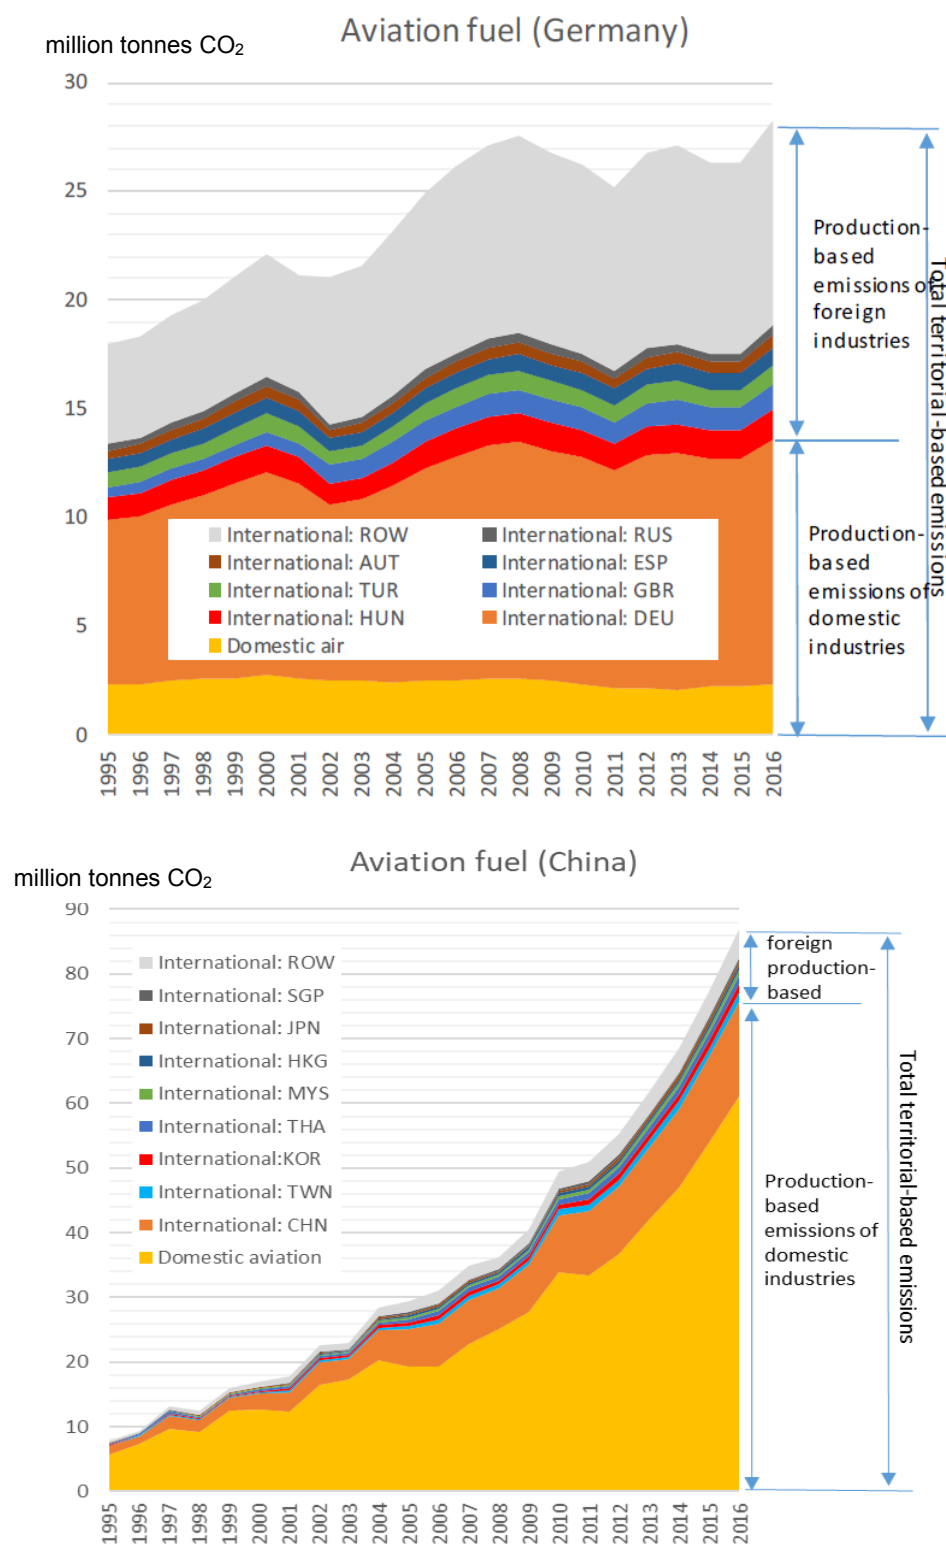 Aviation fuel (Germany)
million tonnes CO₂
30
25
20
15
10
5
0
Production-
based
emissions of
foreign
industries
Total territorial-based emissions
Production-
based
emissions of
domestic
industries
International: ROW
International: RUS
International: AUT
International: ESP
International: TUR
International: GBR
International: HUN
International: DEU
Domestic air
1995
1996
1997
1998
1999
2000
2001
2002
2003
2004
2005
2006
2007
2008
2009
2010
2011
2012
2013
2014
2015
2016
Aviation fuel (China)
million tonnes CO₂
90
80
70
60
50
40
30
20
10
0
International: ROW
International: SGP
International: JPN
International: HKG
International: MYS
International: THA
International:KOR
International: TWN
International: CHN
Domestic aviation
foreign
production-
based
Total territorial-based emissions
Production-
based
emissions of
domestic
industries
1995
1996
1997
1998
1999
2000
2001
2002
2003
2004
2005
2006
2007
2008
2009
2010
2011
2012
2013
2014
2015
2016